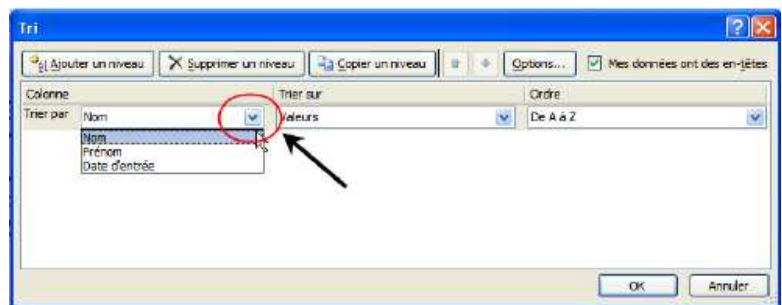 Tri
Ajouter un niveau Supprimer un niveau Copier un niveau Options... Mes données ont des en-têtes
Colonne Trier sur Ordre
Trier par Nom Valeurs De A à Z
Nom
Prénom
Date d'entrée
OK Annuler